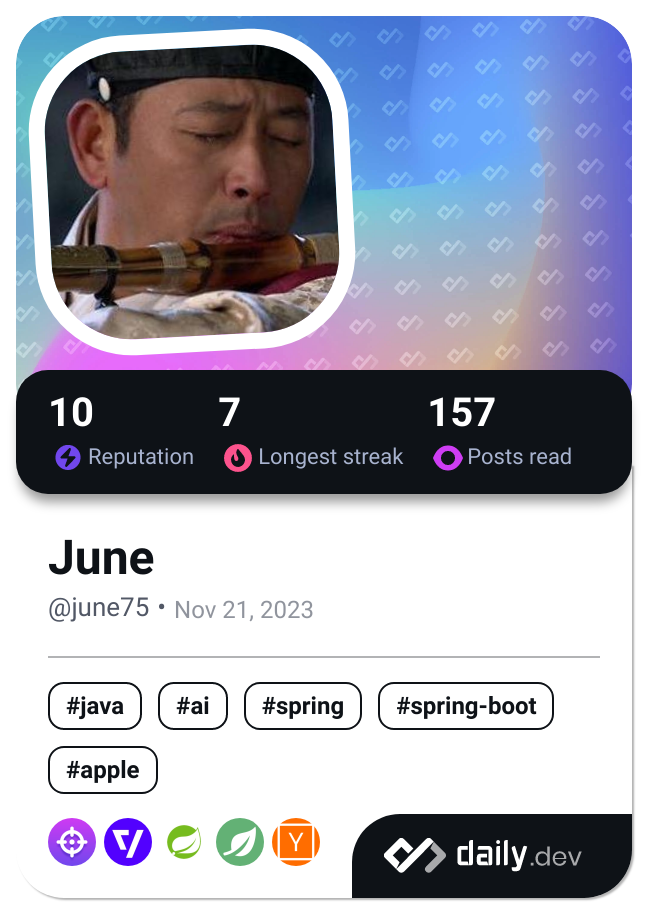 10 7 157
Reputation Longest streak Posts read
June
@june75 • Nov 21, 2023
#java #ai #spring #spring-boot
#apple
Y
daily.dev